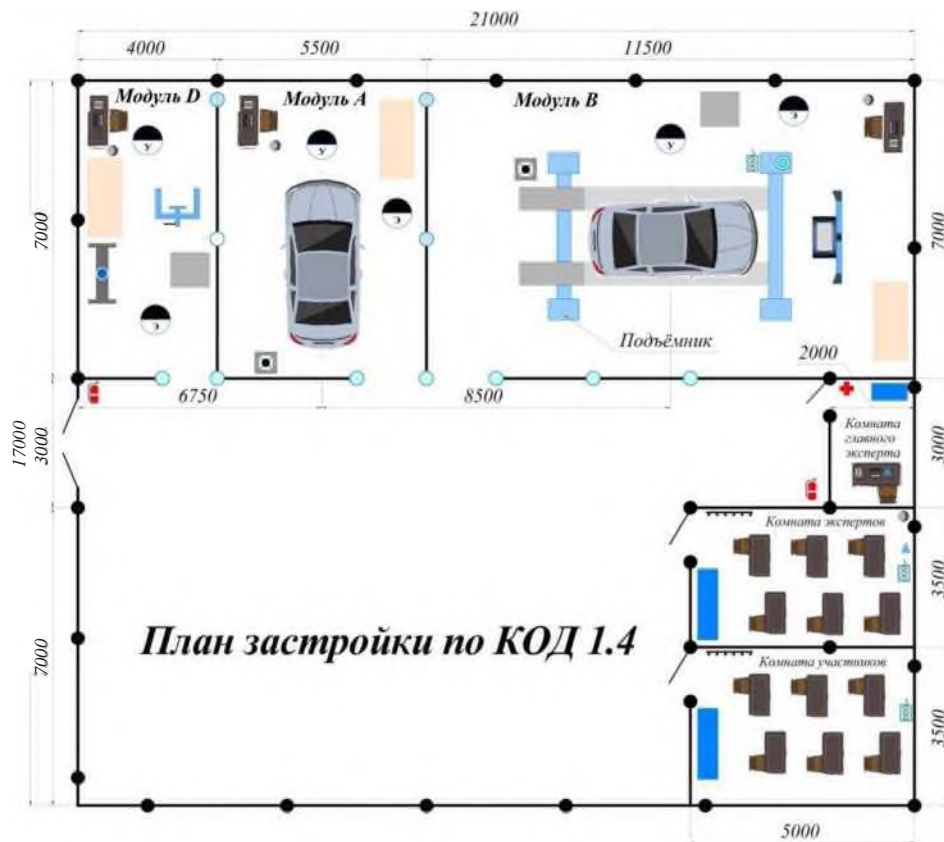 21000
4000
5500
11500
Модуль D
Модуль А
Модуль В
У
У
У
Э
Э
Э
7000
7000
Подъёмник
2000
6750
8500
17000
3000
Комната
главного
эксперта
3000
Комната экспертов
3500
План застройки по КОД 1.4
7000
Комната участников
3500
5000